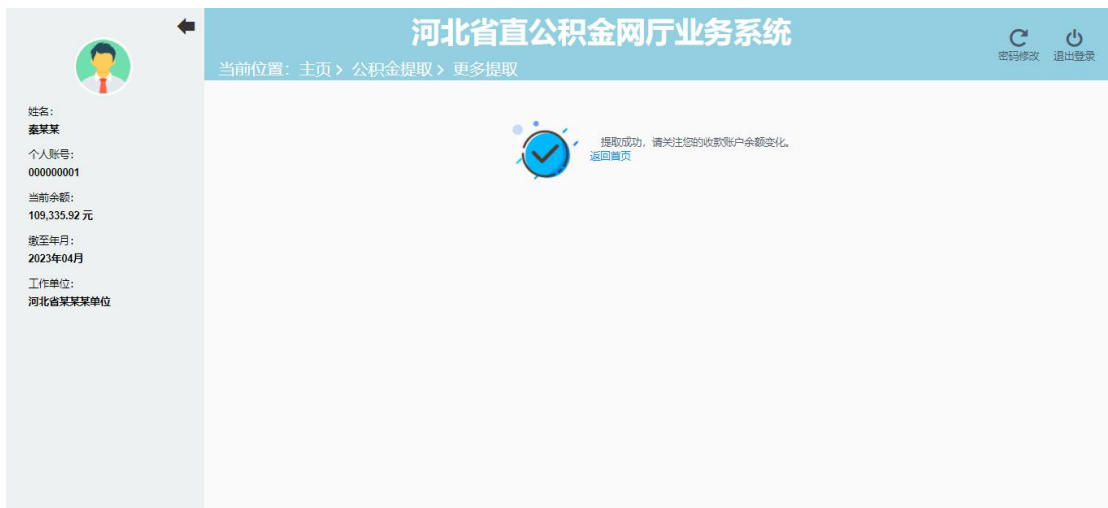 河北省直公积金网厅业务系统
密码修改 退出登录
当前位置：主页 > 公积金提取 > 更多提取
姓名：
秦某某
个人账号：
000000001
当前余额：
109,335.92 元
缴至年月：
2023年04月
工作单位：
河北省某某某单位
提取成功，请关注您的收款账户余额变化。
返回首页